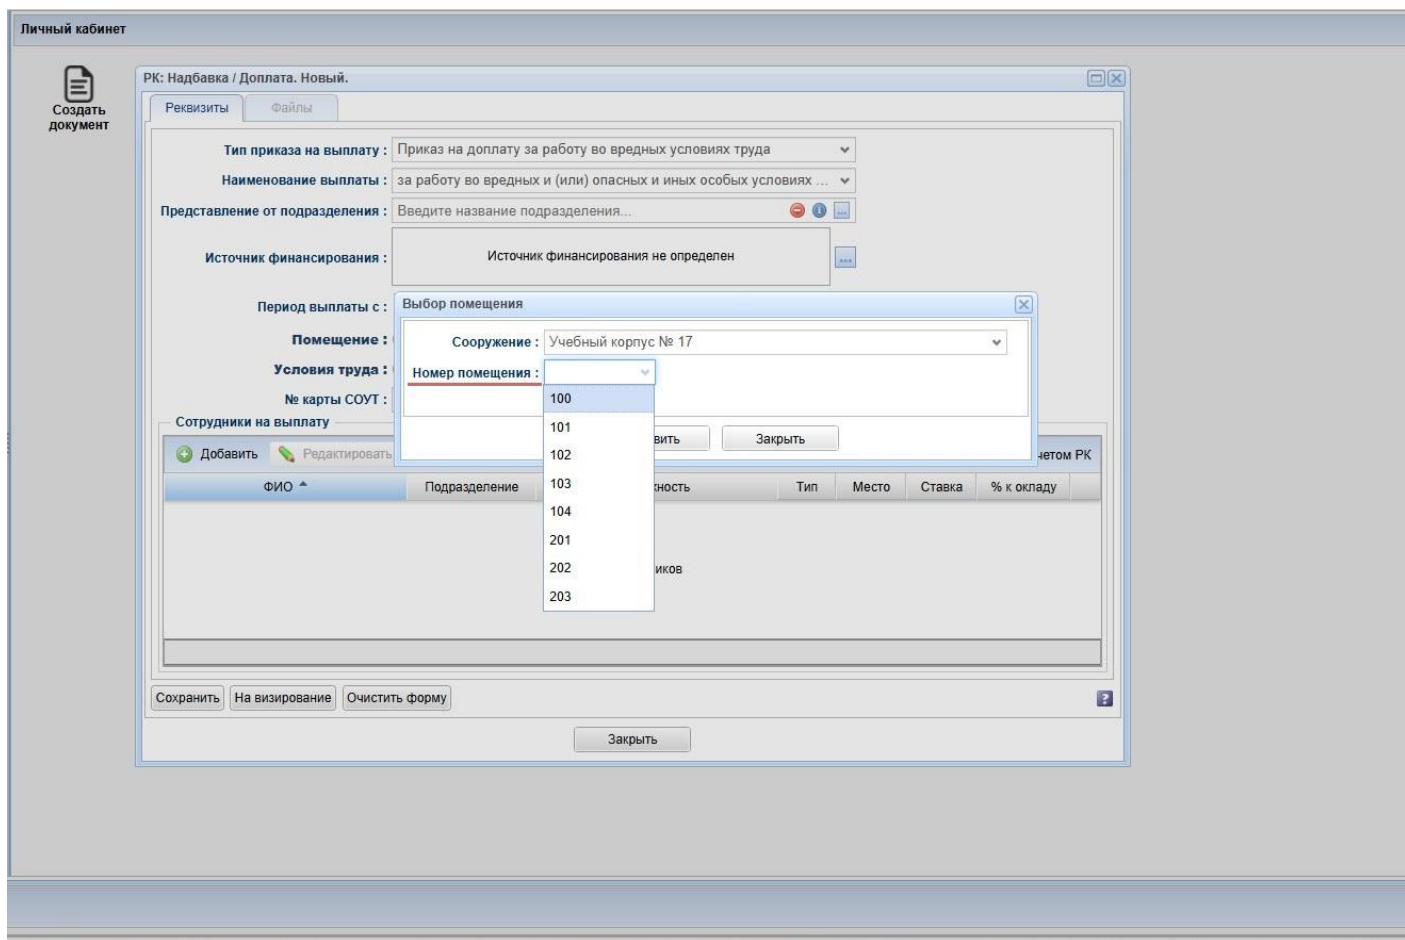 Личный кабинет
Создать
документ
РК: Надбавка / Доплата. Новый.
Реквизиты
Файлы
Тип приказа на выплату :
Приказ на доплату за работу во вредных условиях труда
Наименование выплаты :
за работу во вредных и (или) опасных и иных особых условиях ...
Представление от подразделения :
Введите название подразделения...
...
Источник финансирования :
Источник финансирования не определен
...
Период выплаты с :
Помещение :
Условия труда :
№ карты СОУТ :
Выбор помещения
Сооружение :
Учебный корпус № 17
Номер помещения :
100
101
102
103
104
201
202
203
вить
Закрыть
Сотрудники на выплату
Добавить
Редактировать
четом РК
ФИО
Подразделение
жность
Тип
Место
Ставка
% к окладу
иков
Сохранить
На визирование
Очистить форму
?
Закрыть